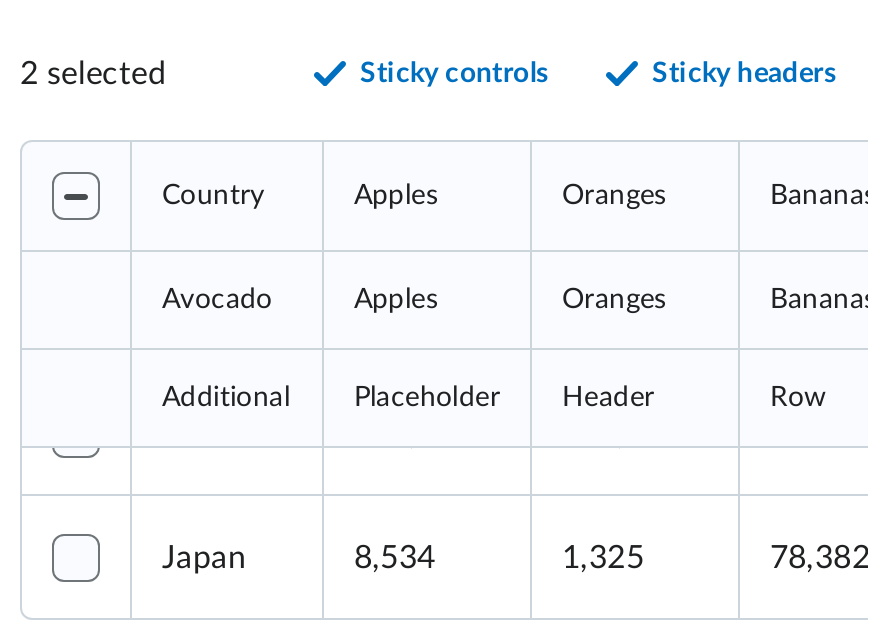 2 selected Sticky controls Sticky headers
Country Apples Oranges Bananas
Avocado Apples Oranges Bananas
Additional Placeholder Header Row
Japan 8,534 1,325 78,382